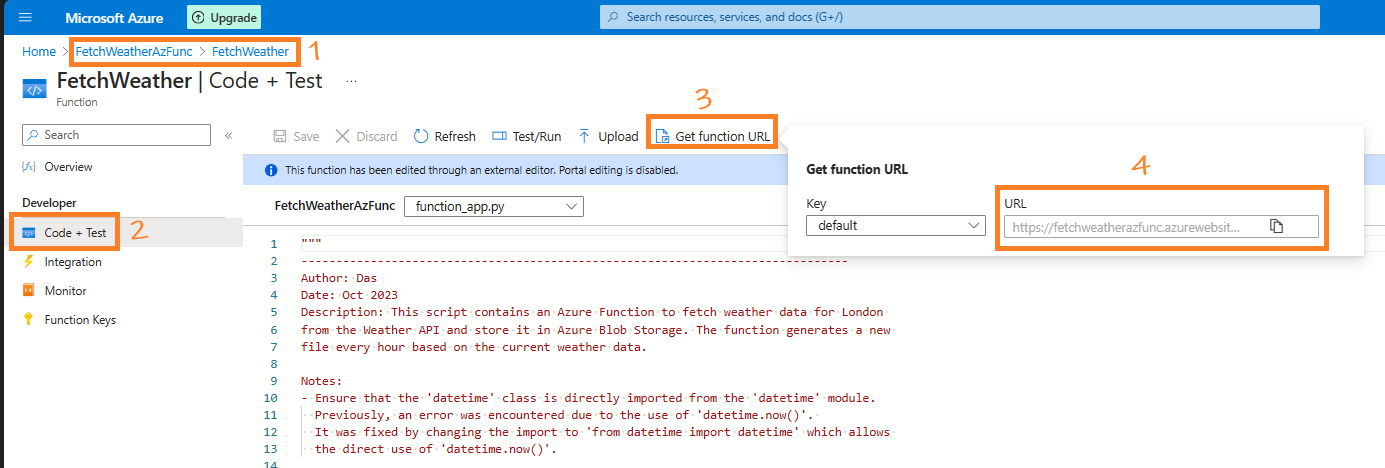 Microsoft Azure
Upgrade
Search resources, services, and docs (G+/)
Home > FetchWeatherAzFunc > FetchWeather
1
FetchWeather | Code + Test ...
Function
3
Search
«
Save
Discard
Refresh
Test/Run
Upload
Get function URL
Overview
This function has been edited through an external editor. Portal editing is disabled.
Get function URL
4
Developer
FetchWeatherAzFunc
function_app.py
Key
URL
default
https://fetchweatherazfunc.azurewebsit...
Code + Test
2
Integration
Monitor
Function Keys
1 """
2 ------------------------------------------------------------------------------
3 Author: Das
4 Date: Oct 2023
5 Description: This script contains an Azure Function to fetch weather data for London
6 from the Weather API and store it in Azure Blob Storage. The function generates a new
7 file every hour based on the current weather data.
8
9 Notes:
10 - Ensure that the 'datetime' class is directly imported from the 'datetime' module.
11 Previously, an error was encountered due to the use of 'datetime.now()'.
12 It was fixed by changing the import to 'from datetime import datetime' which allows
13 the direct use of 'datetime.now()'.
14